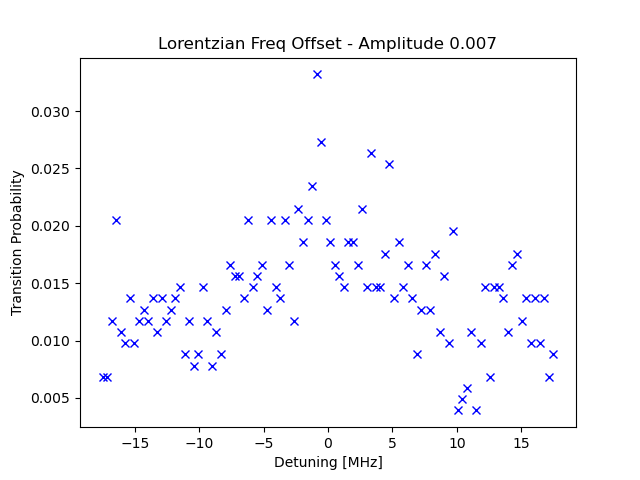 Lorentzian Freq Offset - Amplitude 0.007
Transition Probability
0.030
0.025
0.020
0.015
0.010
0.005
−15 −10 −5 0 5 10 15
Detuning [MHz]